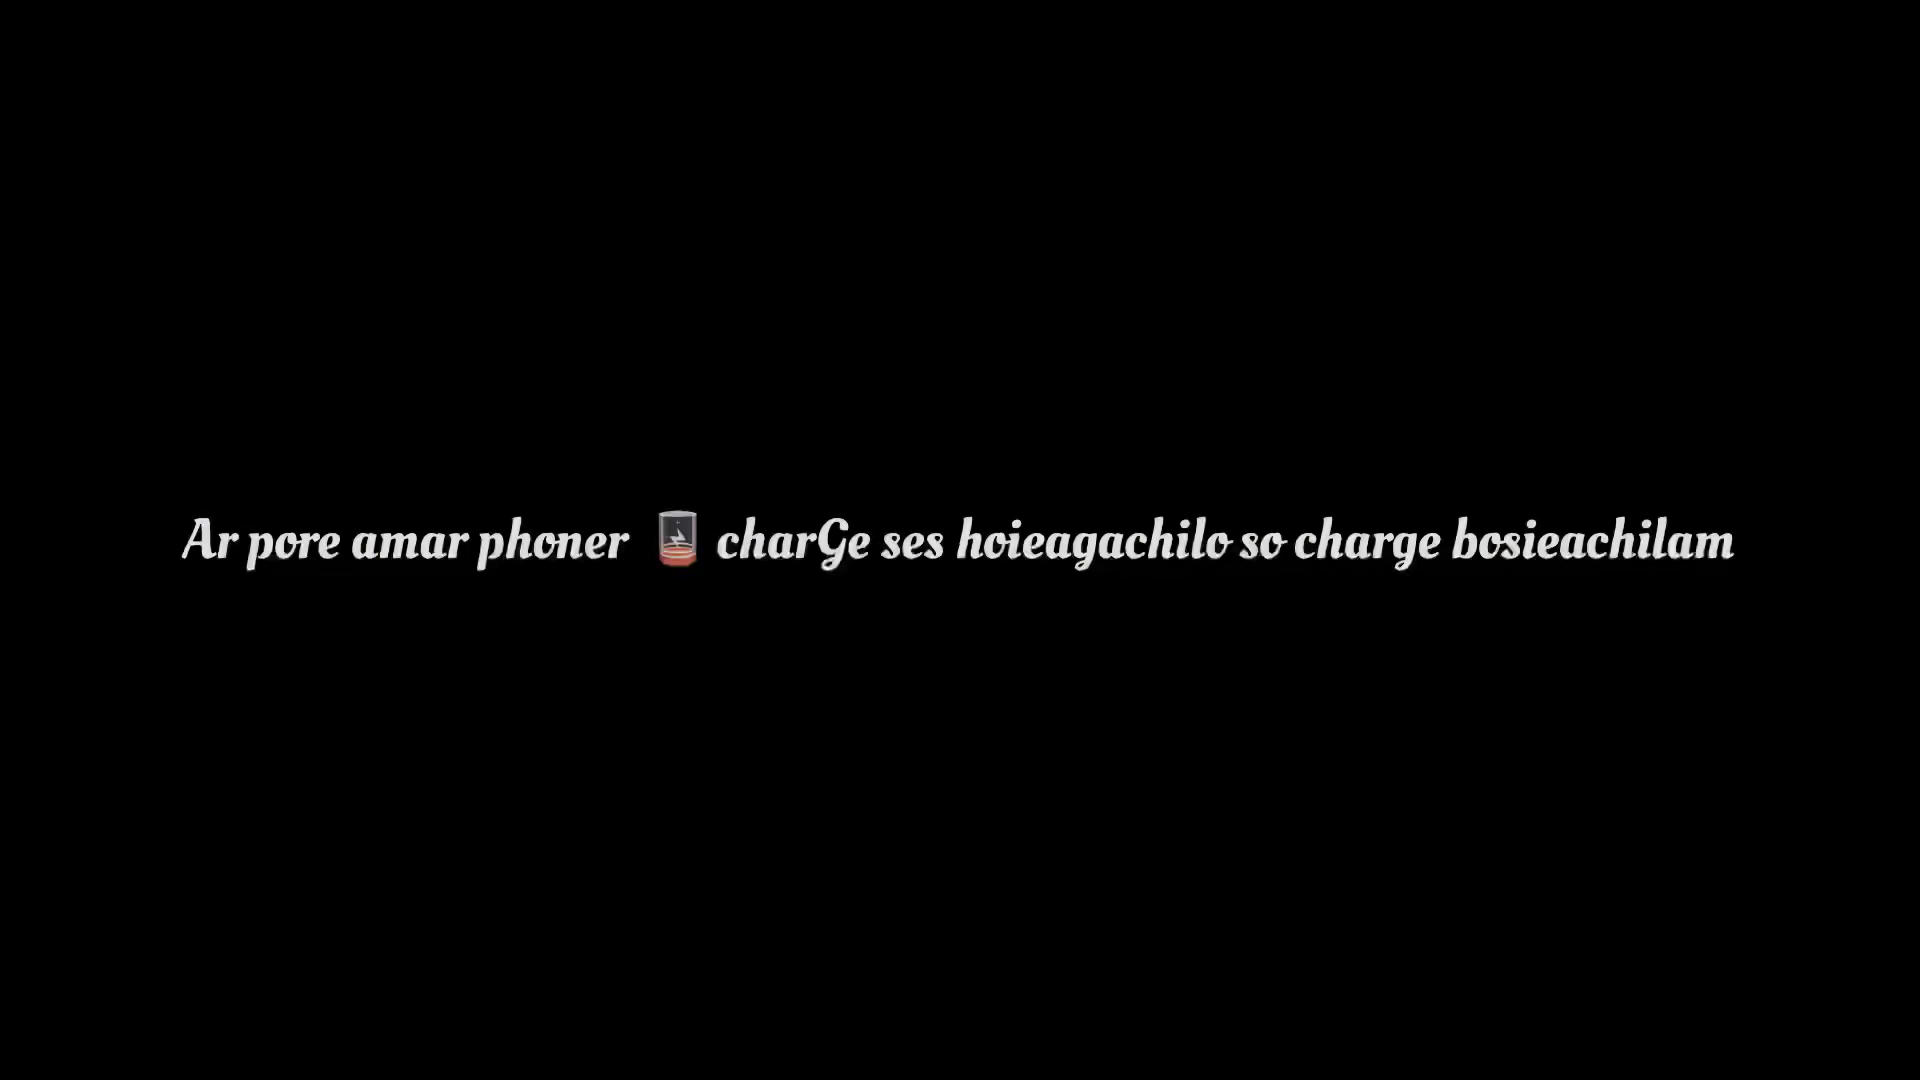 Ar pore amar phoner 🪫 charGe ses hoieagachilo so charge bosieachilam